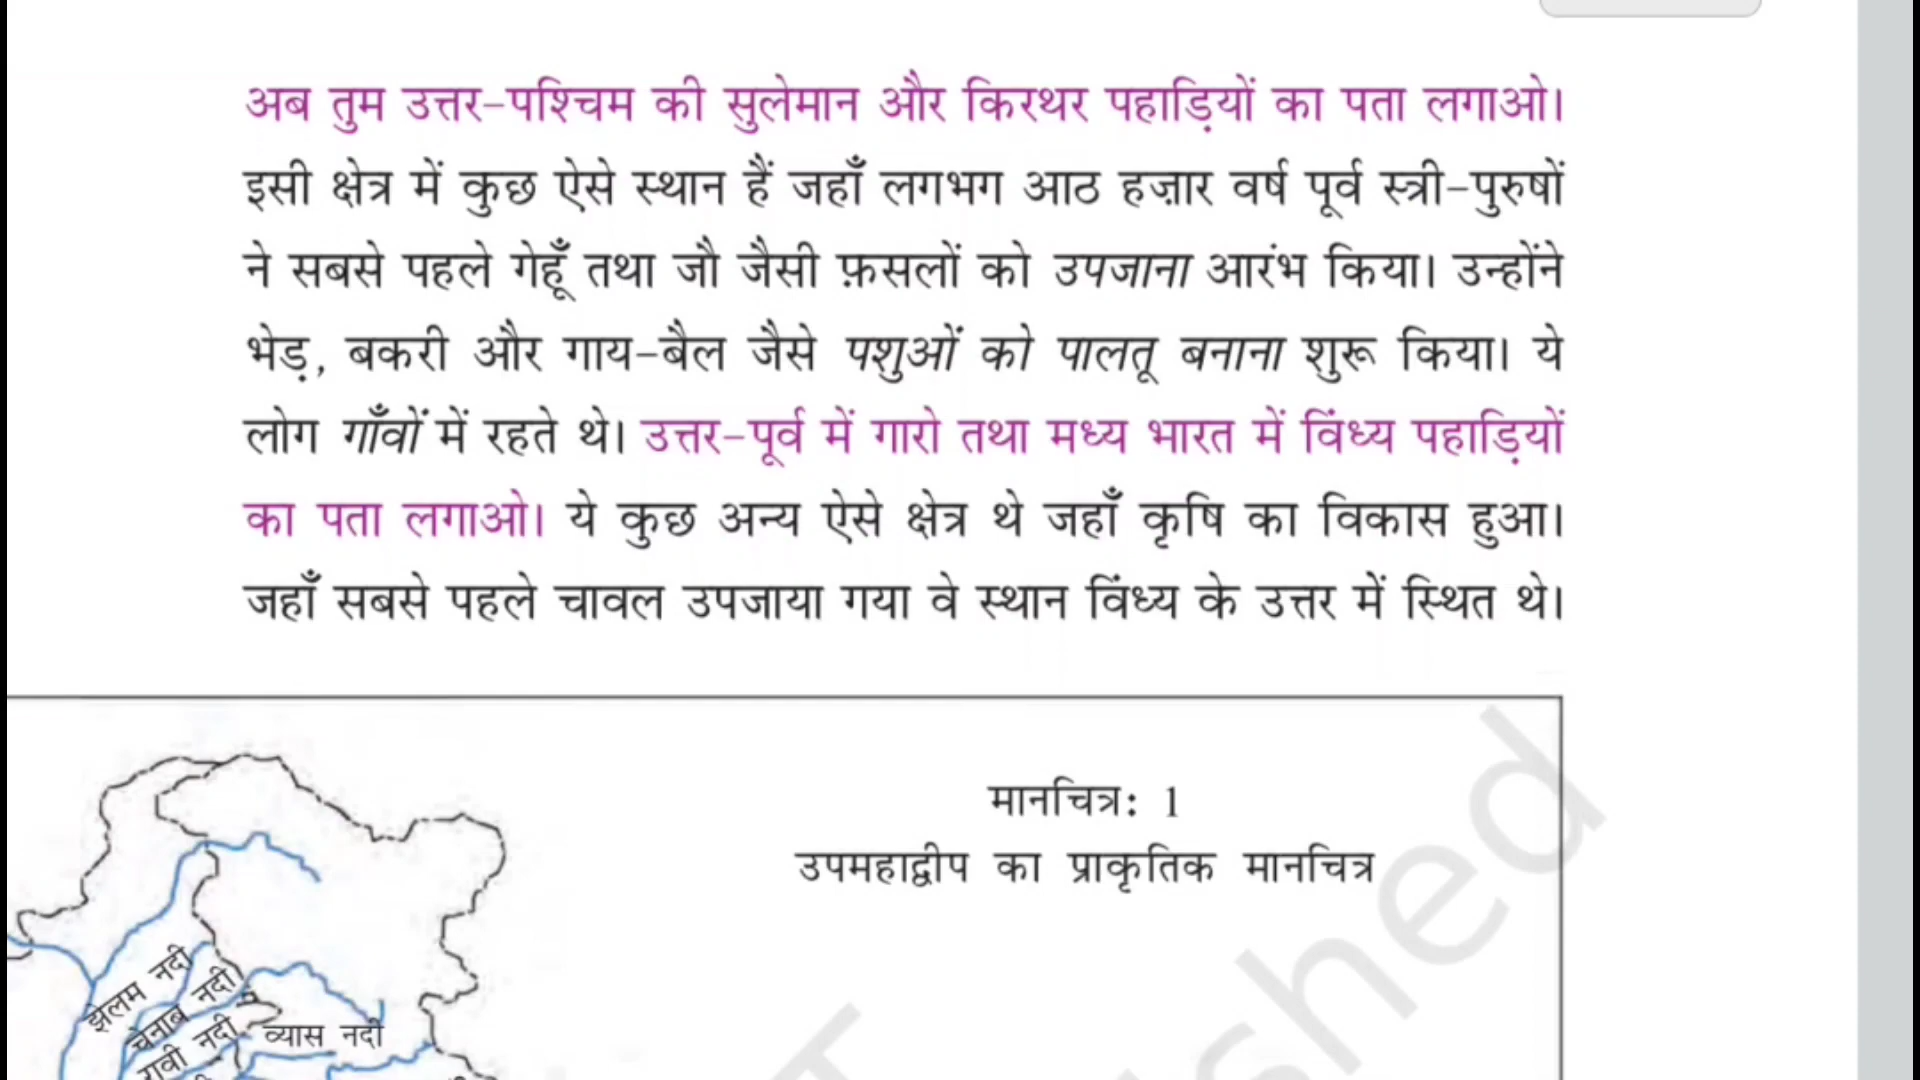 अब तुम उत्तर-पश्चिम की सुलेमान और किरथर पहाड़ियों का पता लगाओ।
इसी क्षेत्र में कुछ ऐसे स्थान हैं जहाँ लगभग आठ हज़ार वर्ष पूर्व स्त्री-पुरुषों
ने सबसे पहले गेहूँ तथा जौ जैसी फ़सलों को उपजाना आरंभ किया। उन्होंने
भेड़, बकरी और गाय-बैल जैसे पशुओं को पालतू बनाना शुरू किया। ये
लोग गाँवों में रहते थे। उत्तर-पूर्व में गारो तथा मध्य भारत में विंध्य पहाड़ियों
का पता लगाओ। ये कुछ अन्य ऐसे क्षेत्र थे जहाँ कृषि का विकास हुआ।
जहाँ सबसे पहले चावल उपजाया गया वे स्थान विंध्य के उत्तर में स्थित थे।
मानचित्र: 1
उपमहाद्वीप का प्राकृतिक मानचित्र
झेलम नदी
चेनाब नदी
रावी नदी
व्यास नदी
shed